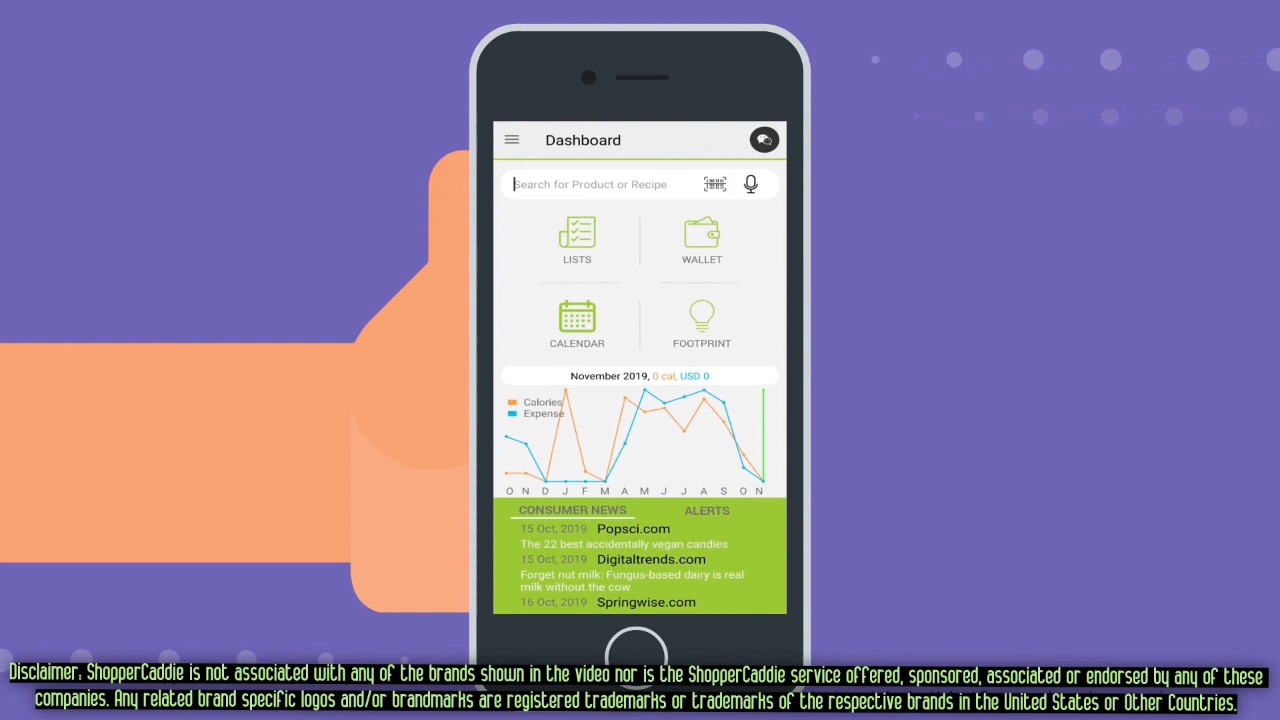 Dashboard
Search for Product or Recipe
LISTS
WALLET
CALENDAR
FOOTPRINT
November 2019, 0 cal, USD 0
Calories
Expense
O N D J F M A M J J A S O N
CONSUMER NEWS
ALERTS
15 Oct, 2019 Popsci.com
The 22 best accidentally vegan candies
15 Oct, 2019 Digitaltrends.com
Forget nut milk: Fungus-based dairy is real
milk without the cow
16 Oct, 2019 Springwise.com
Disclaimer: ShopperCaddie is not associated with any of the brands shown in the video nor is the ShopperCaddie service offered, sponsored, associated or endorsed by any of these
companies. Any related brand specific logos and/or brandmarks are registered trademarks or trademarks of the respective brands in the United States or Other Countries.